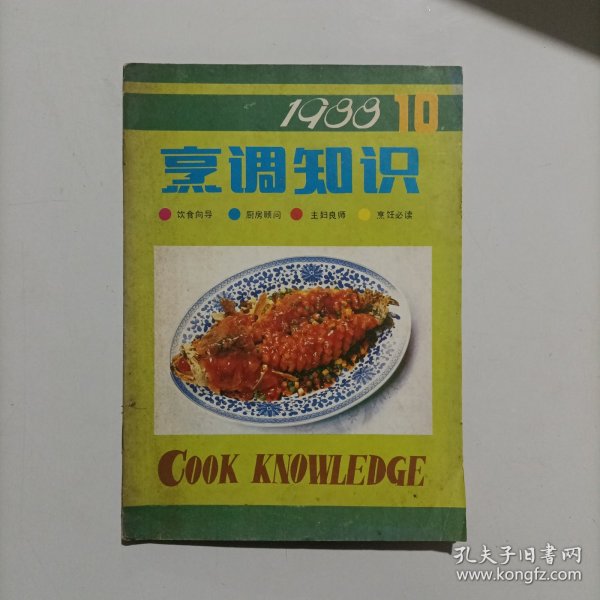 1988 10
烹调知识
饮食向导 厨房顾问 主妇良师 烹饪必读
COOK KNOWLEDGE
孔夫子旧书网
www.kongfz.com